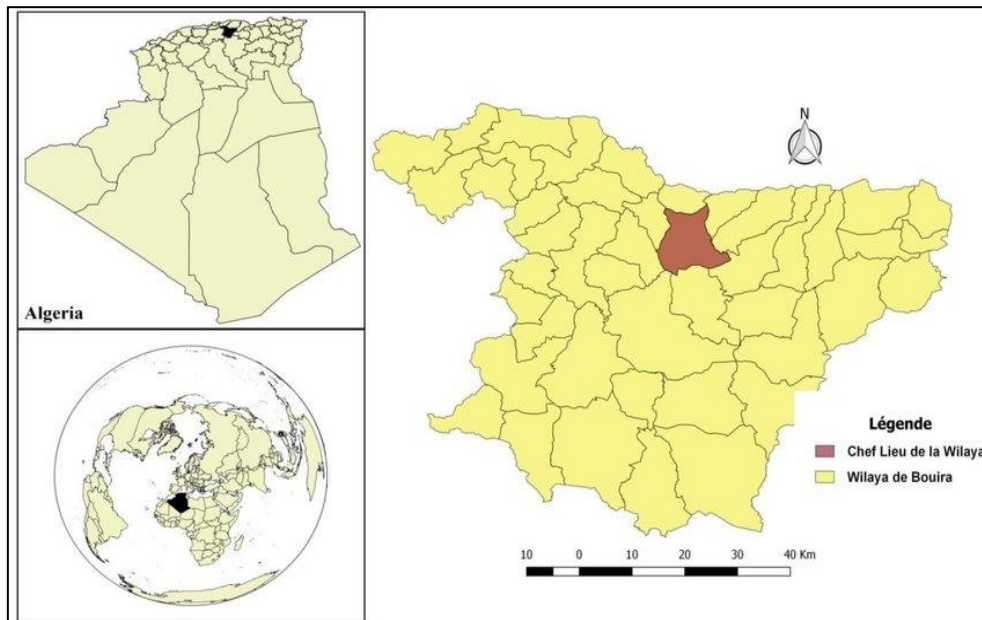 Algeria
N
Légende
Chef Lieu de la Wilaya
Wilaya de Bouira
10 0 10 20 30 40 Km